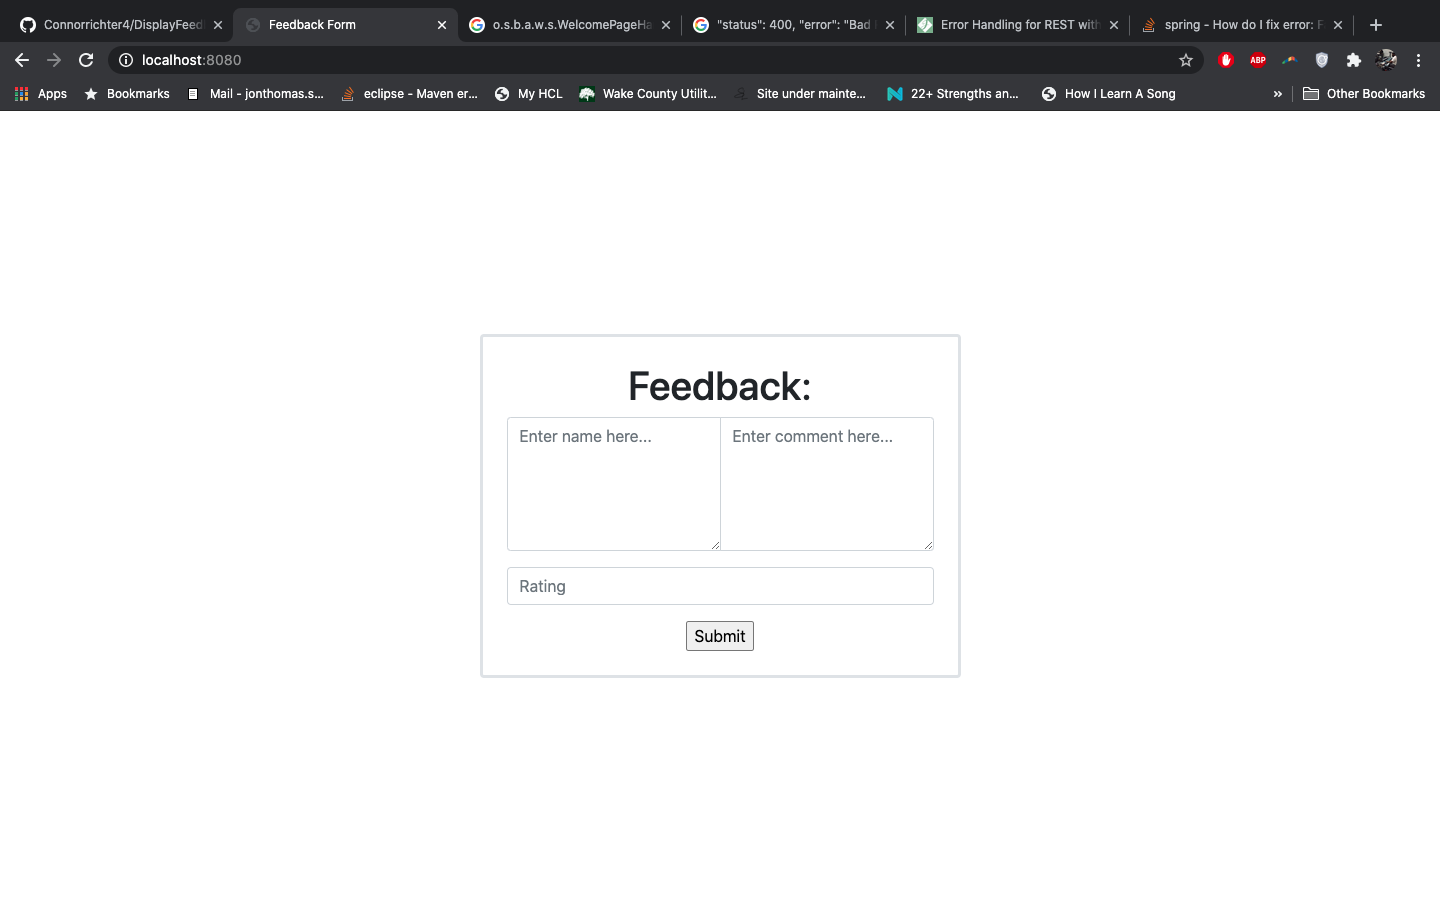 Connorrichter4/DisplayFeed
Feedback Form
o.s.b.a.w.s.WelcomePageHa
"status": 400, "error": "Bad
Error Handling for REST with
spring - How do I fix error: F
localhost:8080
ABP
Apps
Bookmarks
Mail - jonthomas.s...
eclipse - Maven er...
My HCL
Wake County Utilit...
Site under mainte...
22+ Strengths an...
How I Learn A Song
»
Other Bookmarks
Feedback:
Enter name here...
Enter comment here...
Rating
Submit